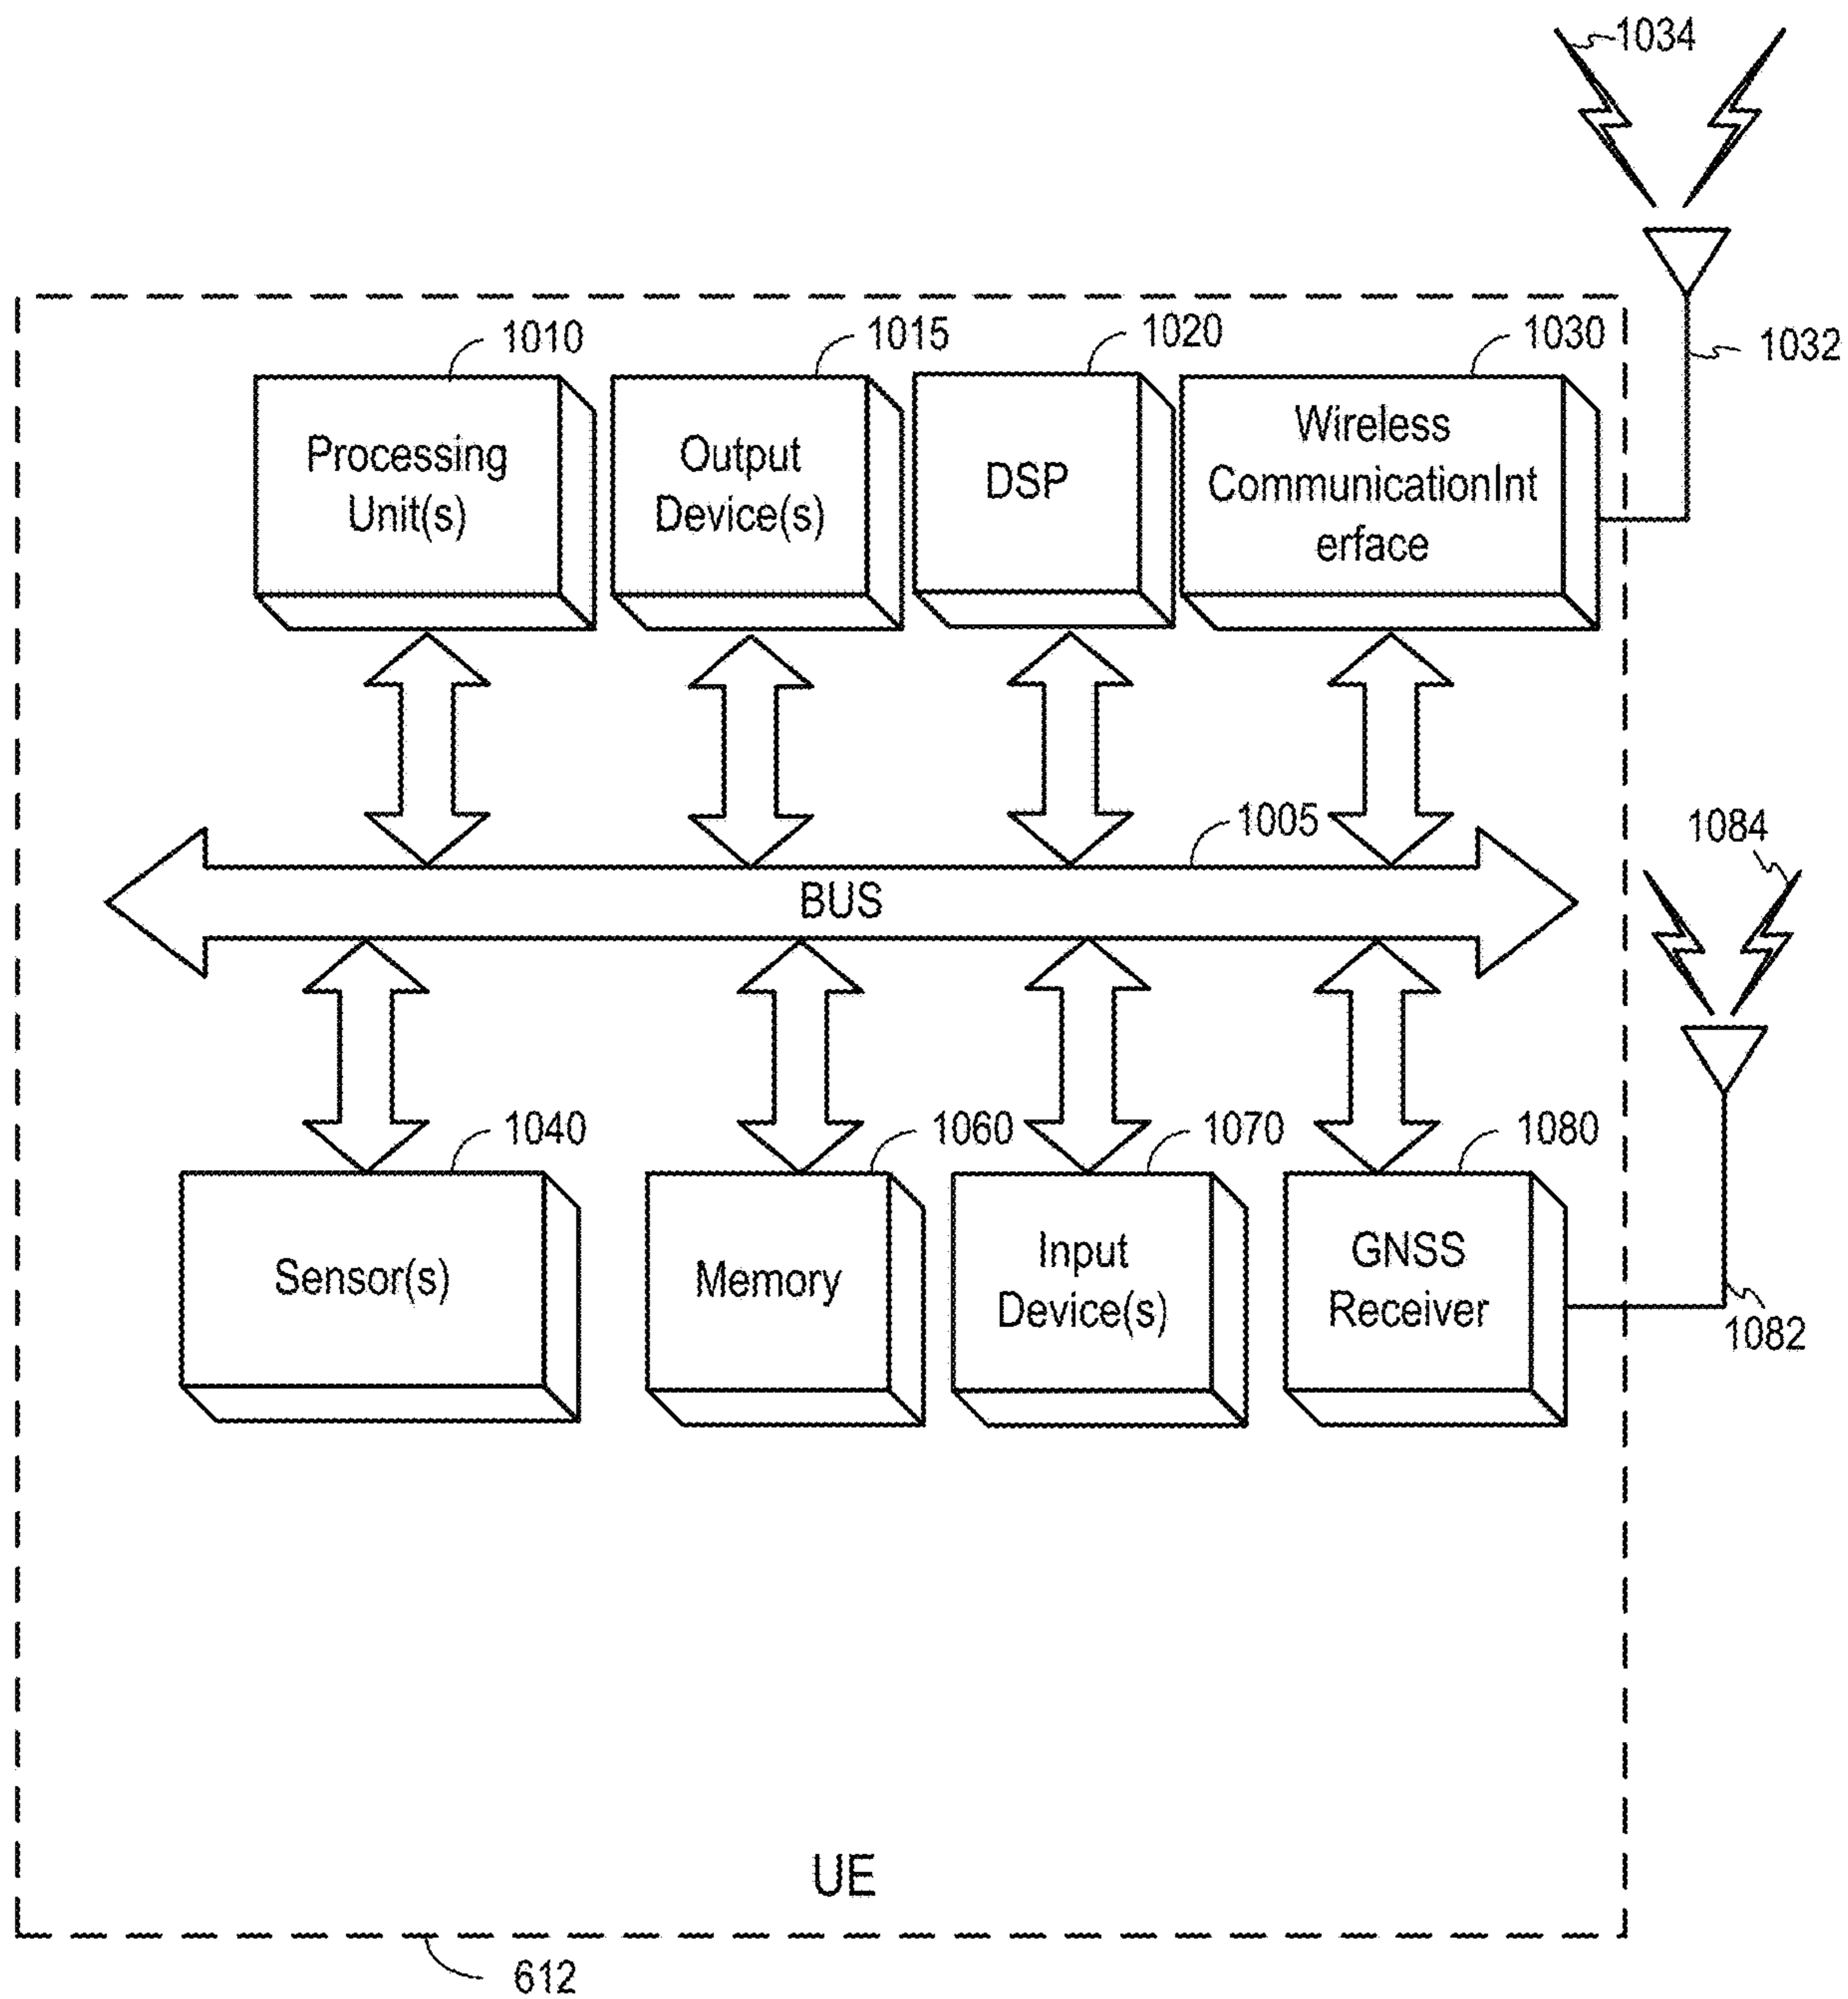 1034
1010
1015
1020
1030
1032
Processing
Unit(s)
Output
Device(s)
DSP
Wireless
CommunicationInt
erface
1005
BUS
1084
1040
1060
1070
1080
Sensor(s)
Memory
Input
Device(s)
GNSS
Receiver
1082
UE
612